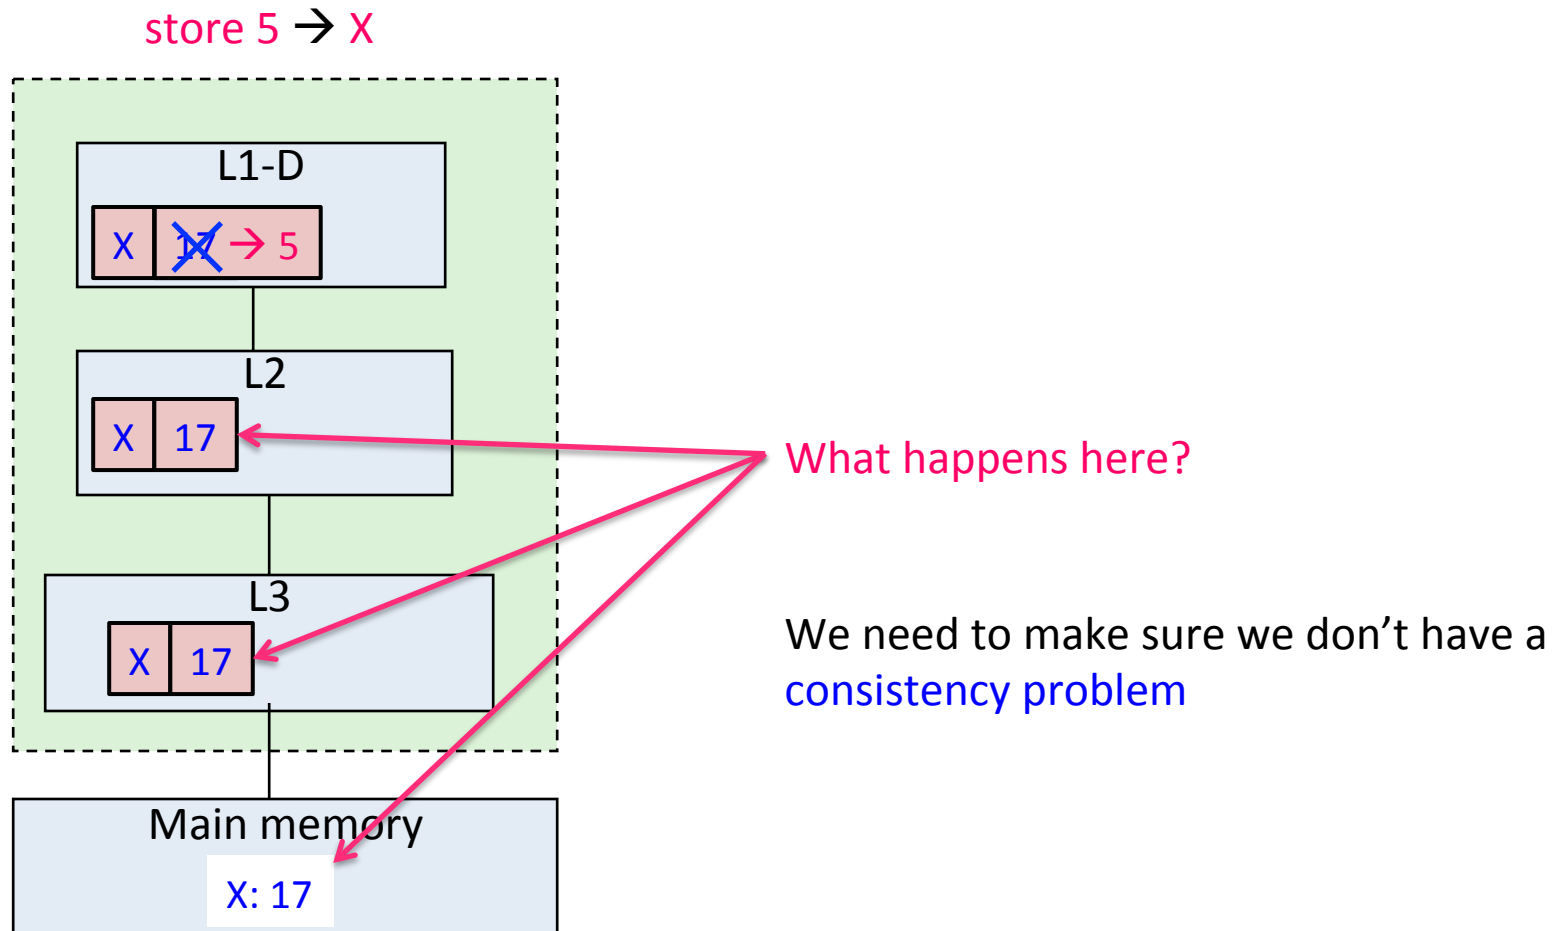 store 5 → X
L1-D
X 17 → 5
L2
X 17
What happens here?
L3
X 17
We need to make sure we don’t have a
consistency problem
Main memory
X: 17